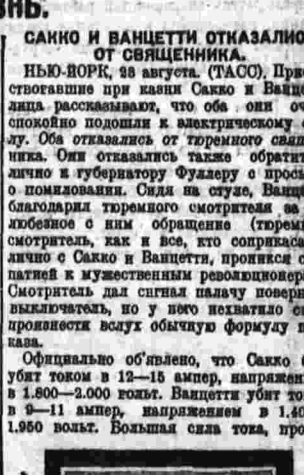 НЬ.
САККО И ВАНЦЕТТИ ОТКАЗАЛИС
ОТ СВЯЩЕННИКА.
НЬЮ-ЙОРК, 23 августа. (ТАСС). При
ствогавшие при казни Сакко и Ванце
лица рассказывают, что оба они о
спокойно подошли к электрическому
лу. Оба отказались от тюремного свящ
ника. Они отказались также обратит
лично к губернатору Фуллеру с прось
о помиловании. Сидя на стуле, Ванц
благодарил тюремного смотрителя за
любезное с ним обращение (тюрем
смотритель, как и все, кто соприкаса
лично с Сакко и Ванцетти, проникся с
патией к мужественным революционер
Смотритель дал сигнал палачу поверн
выключатель, но у него нехватило с
произнести вслух обычную формулу п
каза.
Официально об'явлено, что Сакко
убит током в 12—15 ампер, напряжен
в 1.800—2.000 вольт. Ванцетти убит то
в 9—11 ампер, напряжением в 1.40
1.950 вольт. Большая сила тока, про